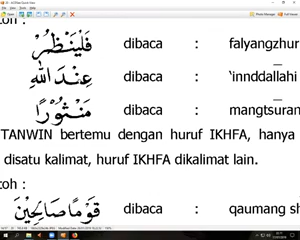 toh :
فَلْيَنْظُرْ dibaca : falyangzhur
عِنْدَ اللهِ dibaca : 'innddallahi
مَنْثُوْرًا dibaca : mangtsuran
TANWIN bertemu dengan huruf IKHFA, hanya
disatu kalimat, huruf IKHFA dikalimat lain.
toh :
قَوْمًا صَالِحِيْنَ dibaca : qaumang sh